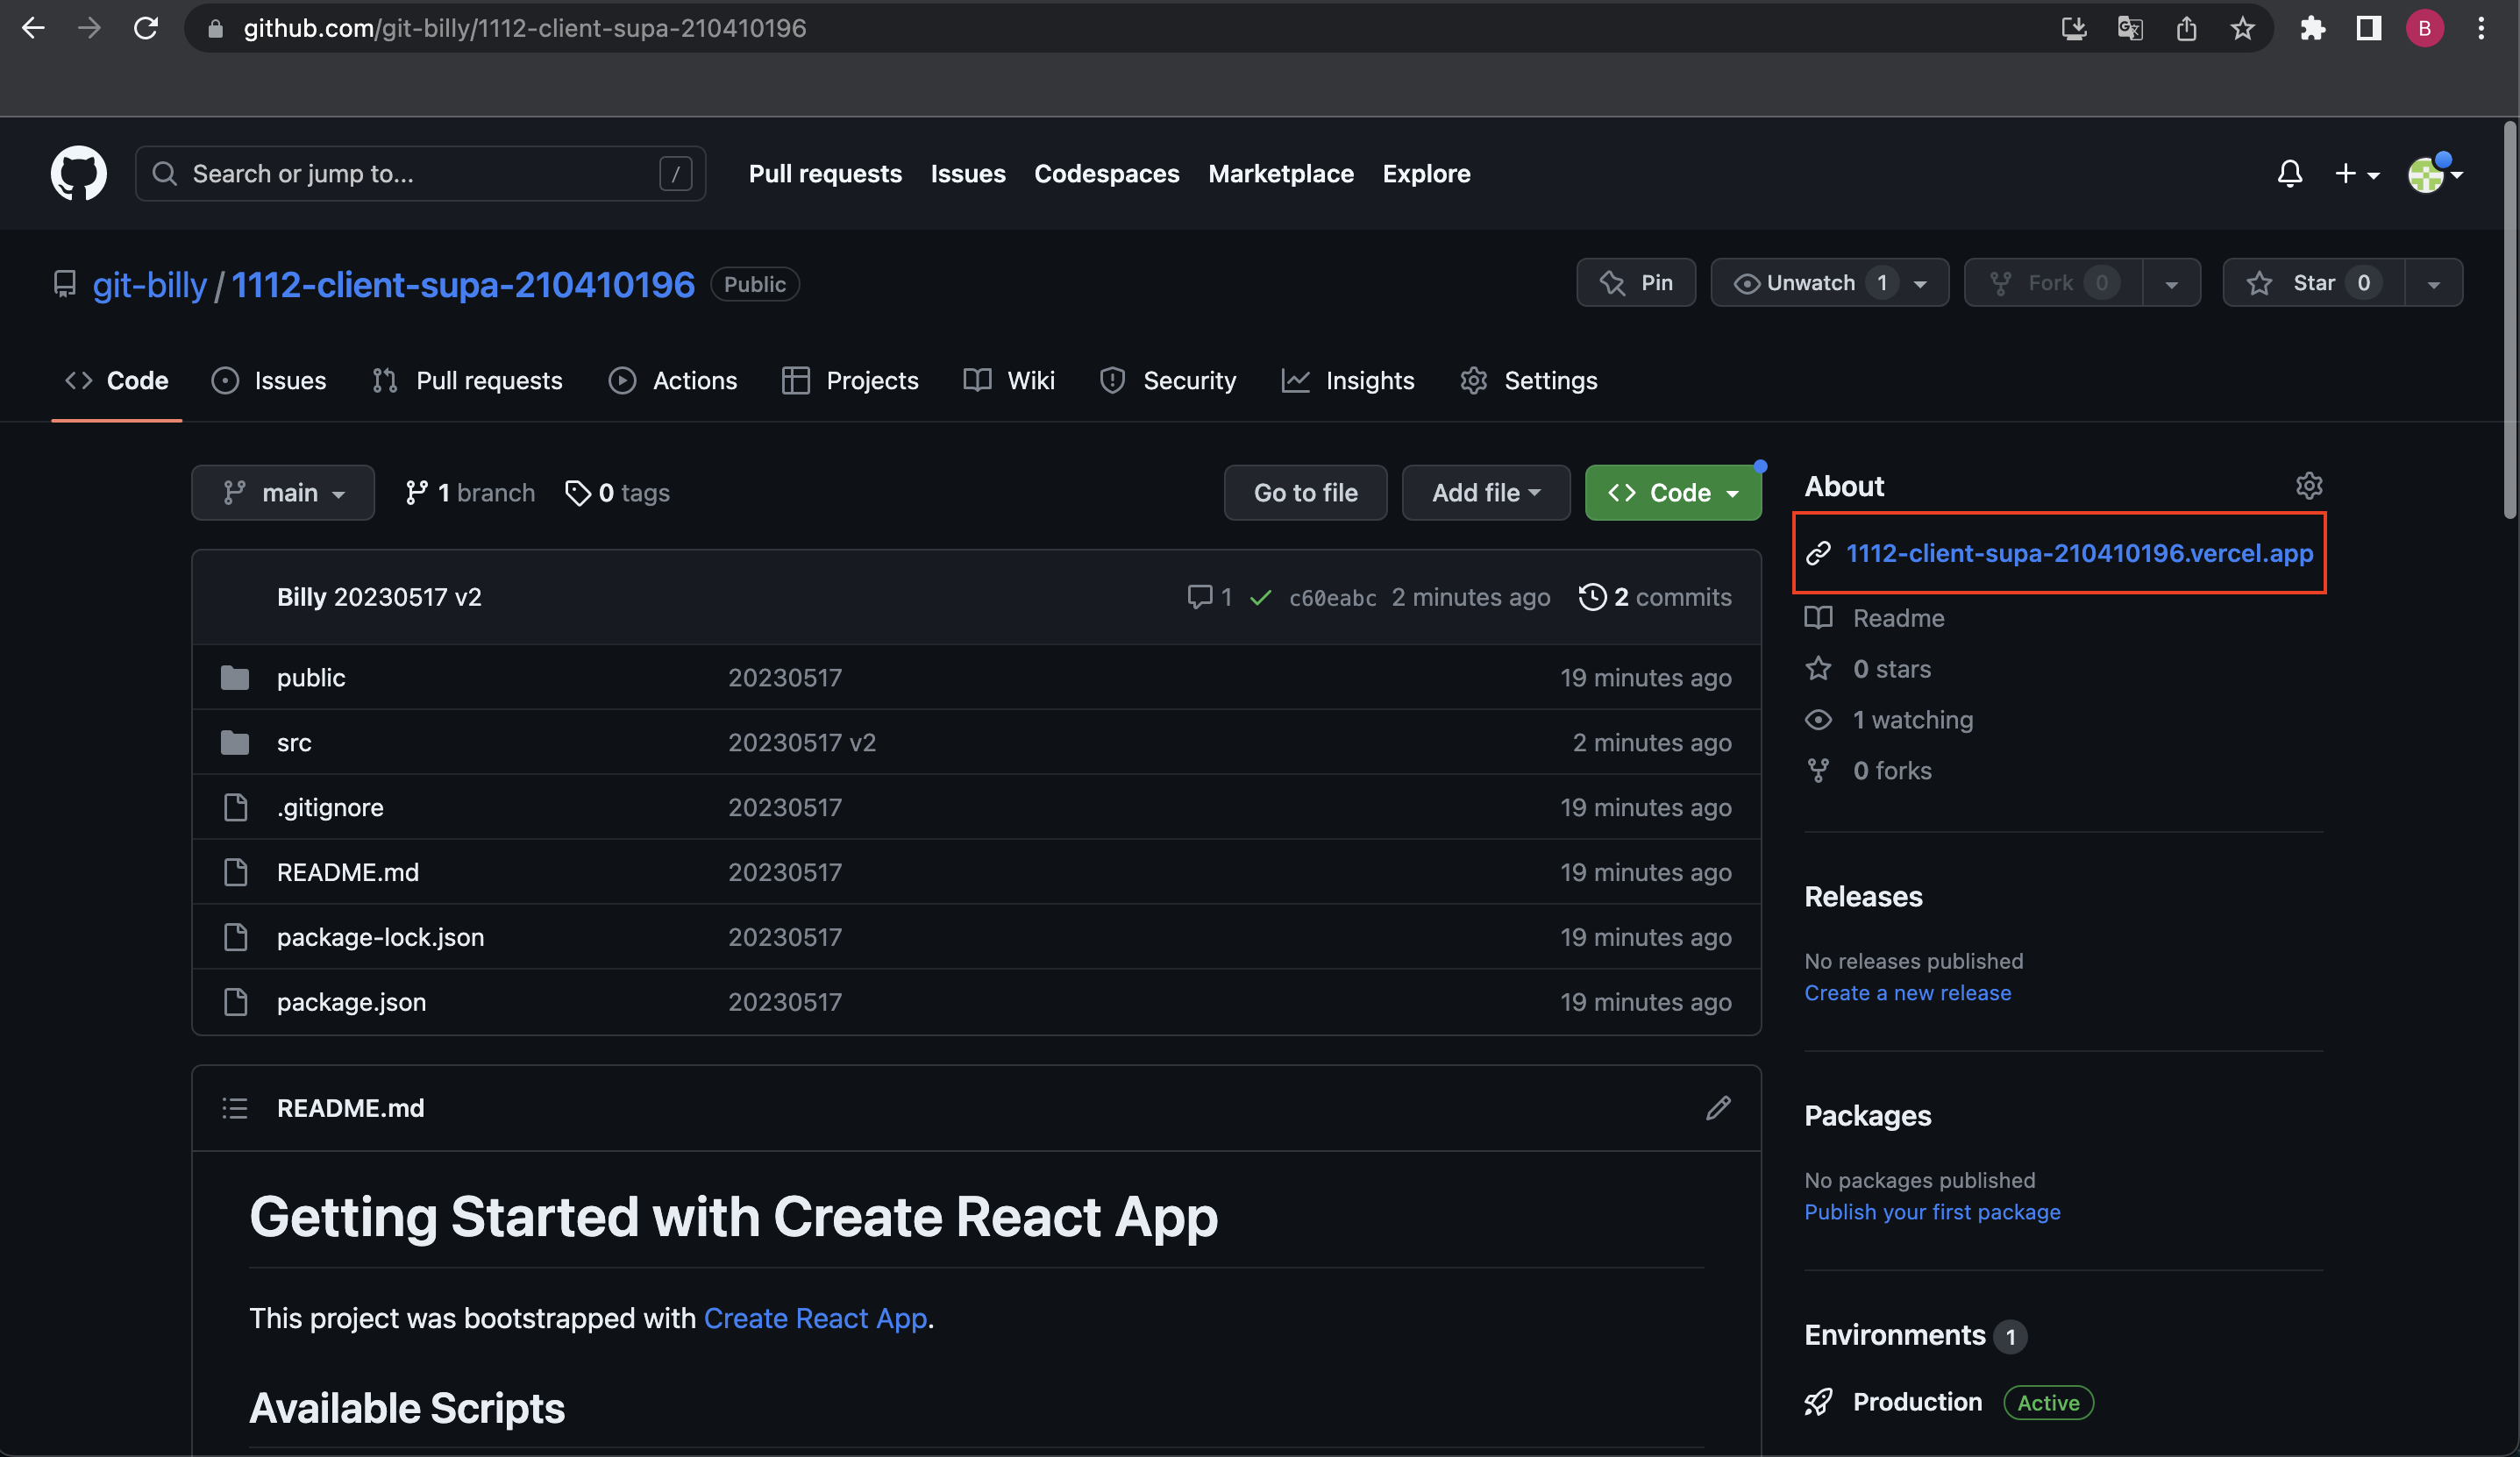 github.com/git-billy/1112-client-supa-210410196
B
Search or jump to...
/
Pull requests
Issues
Codespaces
Marketplace
Explore
git-billy / 1112-client-supa-210410196
Public
Pin
Unwatch 1
Fork 0
Star 0
Code
Issues
Pull requests
Actions
Projects
Wiki
Security
Insights
Settings
main
1 branch
0 tags
Go to file
Add file
Code
Billy 20230517 v2
1
c60eabc 2 minutes ago
2 commits
public 20230517 19 minutes ago
src 20230517 v2 2 minutes ago
.gitignore 20230517 19 minutes ago
README.md 20230517 19 minutes ago
package-lock.json 20230517 19 minutes ago
package.json 20230517 19 minutes ago
README.md
Getting Started with Create React App
This project was bootstrapped with Create React App.
Available Scripts
About
1112-client-supa-210410196.vercel.app
Readme
0 stars
1 watching
0 forks
Releases
No releases published
Create a new release
Packages
No packages published
Publish your first package
Environments 1
Production Active